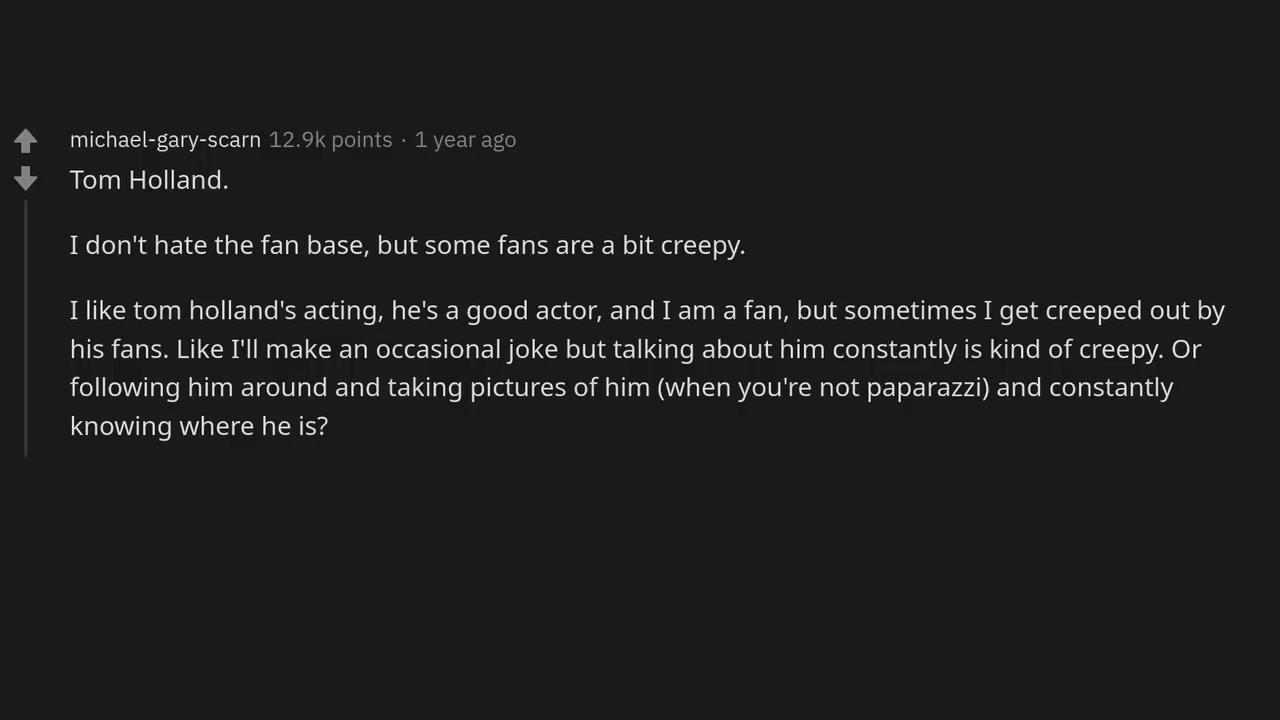 michael-gary-scarn 12.9k points · 1 year ago
Tom Holland.
I don't hate the fan base, but some fans are a bit creepy.
I like tom holland's acting, he's a good actor, and I am a fan, but sometimes I get creeped out by
his fans. Like I'll make an occasional joke but talking about him constantly is kind of creepy. Or
following him around and taking pictures of him (when you're not paparazzi) and constantly
knowing where he is?